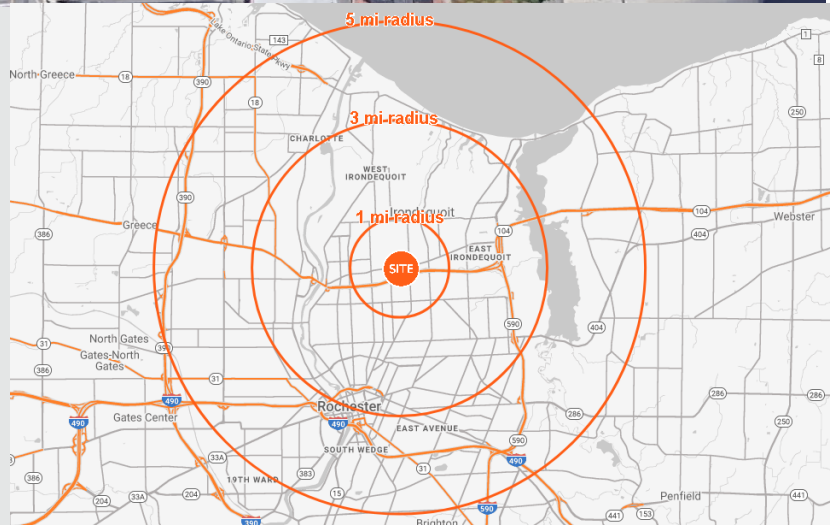 5 mi radius
1
143
8
Lake Ontario State Pkwy
North Greece
18
390
18
250
3 mi radius
CHARLOTTE
WEST
IRONDEQUOIT
390
Irondequoit
1 mi radius
104
Webster
Greece
386
104
404
EAST
IRONDEQUOIT
SITE
590
404
North Gates
31
390
Gates-North
Gates
386
31
286
250
490
Rochester
286
Gates Center
490
490
EAST AVENUE
590
SOUTH WEDGE
33A
31
490
386
383
19TH WARD
204
33A
204
15
Penfield
590
441
153
441
390
Brighton